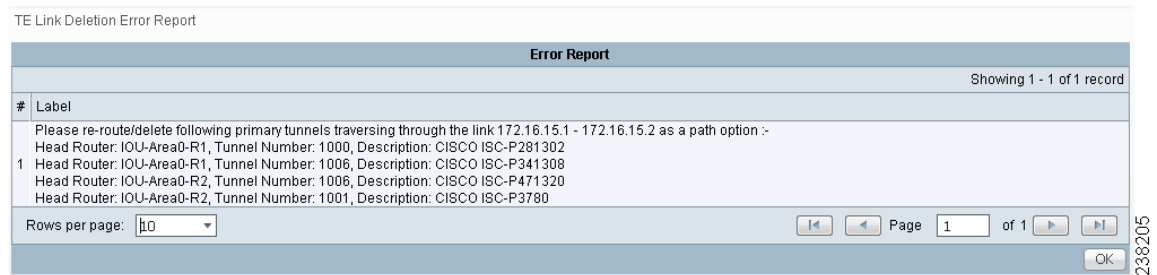 TE Link Deletion Error Report
Error Report
Showing 1 - 1 of 1 record
# Label
Please re-route/delete following primary tunnels traversing through the link 172.16.15.1 - 172.16.15.2 as a path option :-
Head Router: IOU-Area0-R1, Tunnel Number: 1000, Description: CISCO ISC-P281302
1 Head Router: IOU-Area0-R1, Tunnel Number: 1006, Description: CISCO ISC-P341308
Head Router: IOU-Area0-R2, Tunnel Number: 1006, Description: CISCO ISC-P471320
Head Router: IOU-Area0-R2, Tunnel Number: 1001, Description: CISCO ISC-P3780
Rows per page: 10 Page 1 of 1
OK
238205